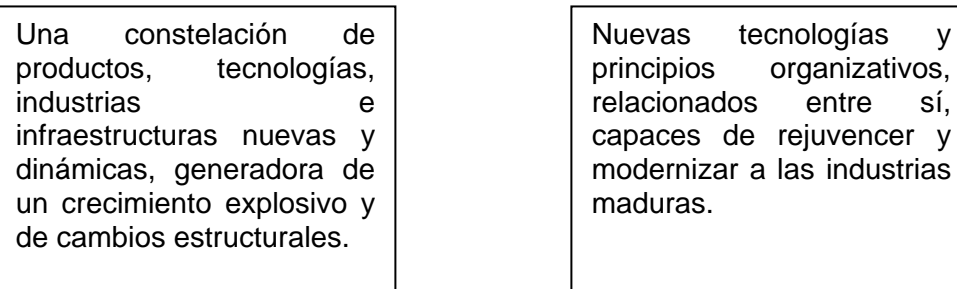 Una constelación de
productos, tecnologías,
industrias e
infraestructuras nuevas y
dinámicas, generadora de
un crecimiento explosivo y
de cambios estructurales.
Nuevas tecnologías y
principios organizativos,
relacionados entre sí,
capaces de rejuvencer y
modernizar a las industrias
maduras.